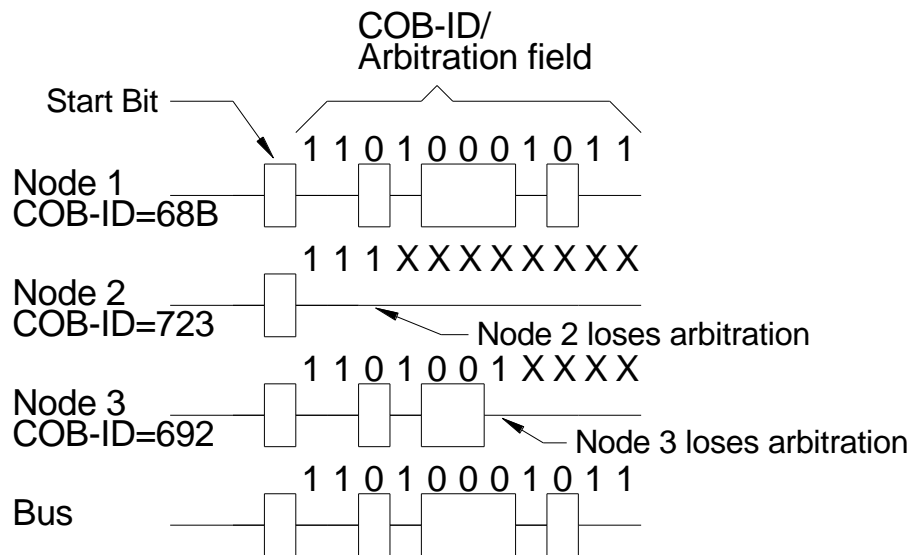 COB-ID/
Arbitration field
Start Bit
1 1 0 1 0 0 0 1 0 1 1
Node 1
COB-ID=68B
1 1 1 X X X X X X X X
Node 2
COB-ID=723
Node 2 loses arbitration
1 1 0 1 0 0 1 X X X X
Node 3
COB-ID=692
Node 3 loses arbitration
1 1 0 1 0 0 0 1 0 1 1
Bus